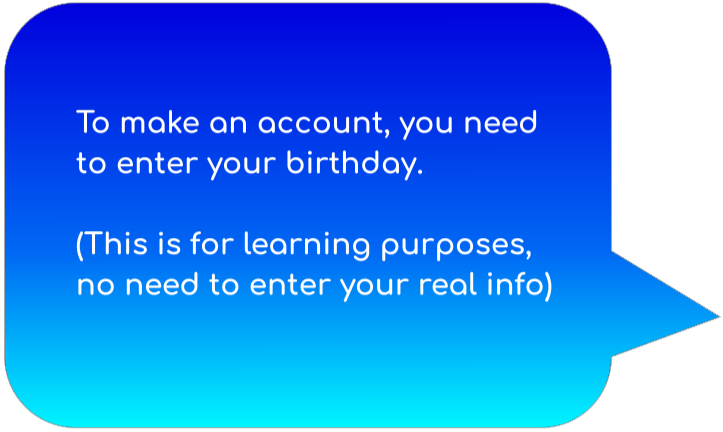 To make an account, you need
to enter your birthday.
(This is for learning purposes,
no need to enter your real info)